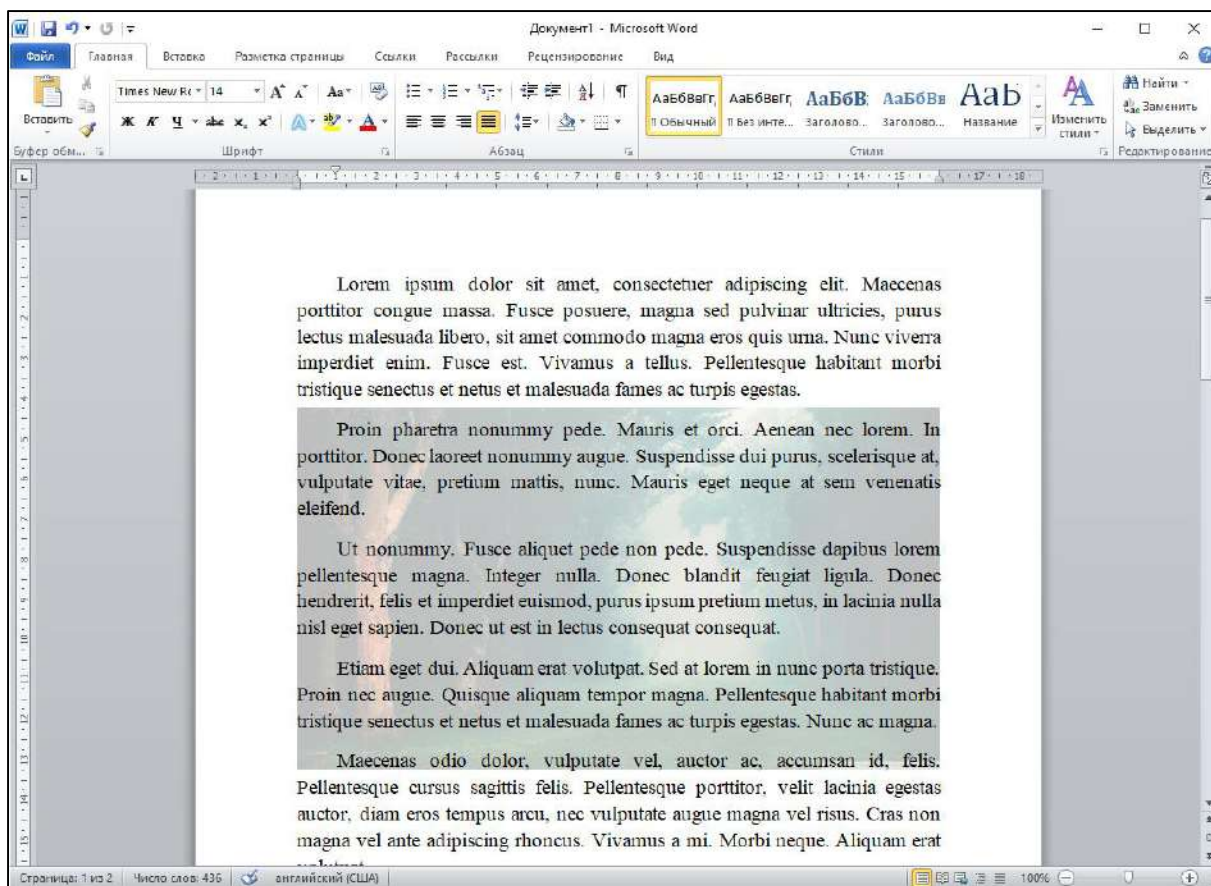 Документ1 - Microsoft Word
Файл Главная Вставка Разметка страницы Ссылки Рассылки Рецензирование Вид
Вставить
Times New Rc 14
Ж К Ч abc x₂ x²
АаБбВвГг, АаБбВвГг, АаБбВ: АаБбВв Aab
¶ Обычный ¶ Без инте... Заголово... Заголово... Название
Изменить стили
Найти
Заменить
Выделить
Буфер обм... Шрифт Абзац Стили Редактирование
Lorem ipsum dolor sit amet, consectetuer adipiscing elit. Maecenas
porttitor congue massa. Fusce posuere, magna sed pulvinar ultricies, purus
lectus malesuada libero, sit amet commodo magna eros quis urna. Nunc viverra
imperdiet enim. Fusce est. Vivamus a tellus. Pellentesque habitant morbi
tristique senectus et netus et malesuada fames ac turpis egestas.
Proin pharetra nonummy pede. Mauris et orci. Aenean nec lorem. In
porttitor. Donec laoreet nonummy augue. Suspendisse dui purus, scelerisque at,
vulputate vitae, pretium mattis, nunc. Mauris eget neque at sem venenatis
eleifend.
Ut nonummy. Fusce aliquet pede non pede. Suspendisse dapibus lorem
pellentesque magna. Integer nulla. Donec blandit feugiat ligula. Donec
hendrerit, felis et imperdiet euismod, purus ipsum pretium metus, in lacinia nulla
nisl eget sapien. Donec ut est in lectus consequat consequat.
Etiam eget dui. Aliquam erat volutpat. Sed at lorem in nunc porta tristique.
Proin nec augue. Quisque aliquam tempor magna. Pellentesque habitant morbi
tristique senectus et netus et malesuada fames ac turpis egestas. Nunc ac magna.
Maecenas odio dolor, vulputate vel, auctor ac, accumsan id, felis.
Pellentesque cursus sagittis felis. Pellentesque porttitor, velit lacinia egestas
auctor, diam eros tempus arcu, nec vulputate augue magna vel risus. Cras non
magna vel ante adipiscing rhoncus. Vivamus a mi. Morbi neque. Aliquam erat
Страница: 1 из 2 Число слов: 436 английский (США) 100%